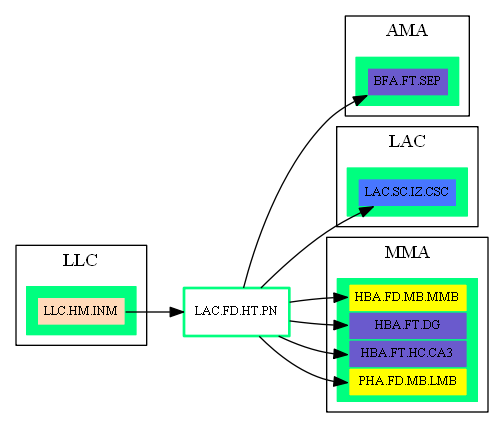 AMA
BFA.FT.SEP
LAC
LAC.SC.IZ.CSC
LLC
LLC.HM.INM
LAC.FD.HT.PN
MMA
HBA.FD.MB.MMB
HBA.FT.DG
HBA.FT.HC.CA3
PHA.FD.MB.LMB